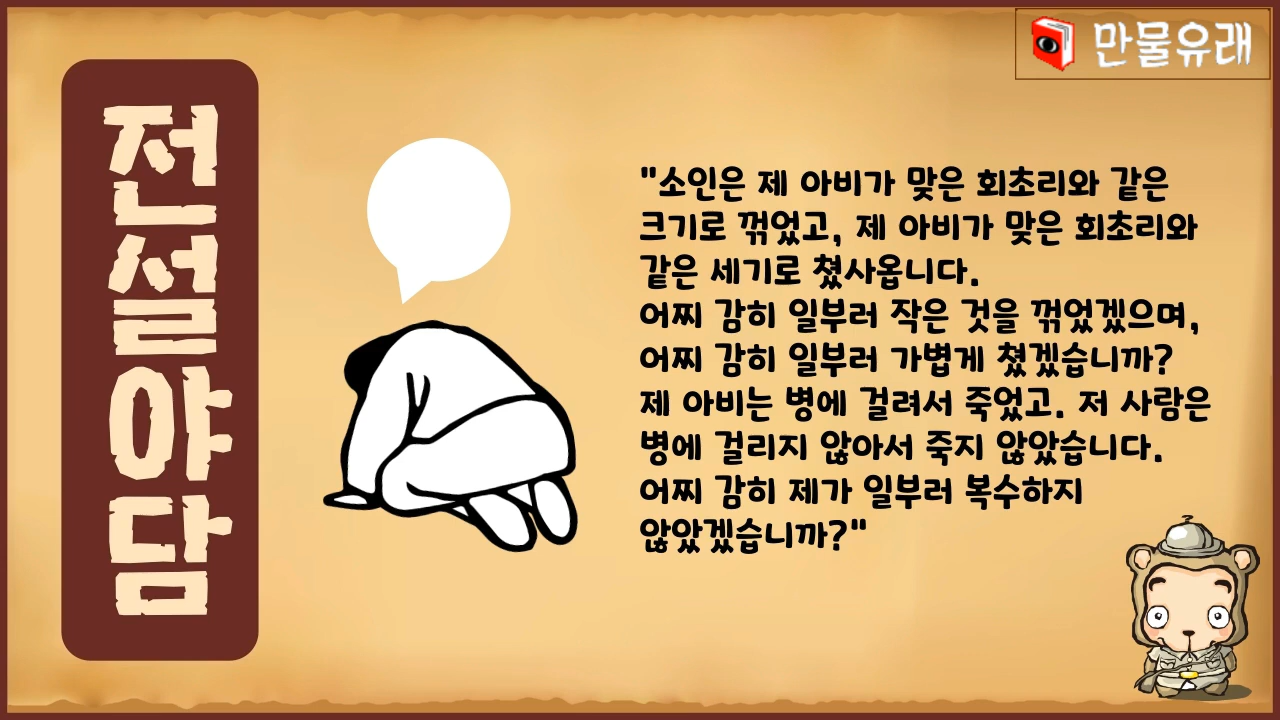 만물유래
전설야담
"소인은 제 아비가 맞은 회초리와 같은
크기로 꺾었고, 제 아비가 맞은 회초리와
같은 세기로 쳤사옵니다.
어찌 감히 일부러 작은 것을 꺾었겠으며,
어찌 감히 일부러 가볍게 쳤겠습니까?
제 아비는 병에 걸려서 죽었고. 저 사람은
병에 걸리지 않아서 죽지 않았습니다.
어찌 감히 제가 일부러 복수하지
않았겠습니까?"